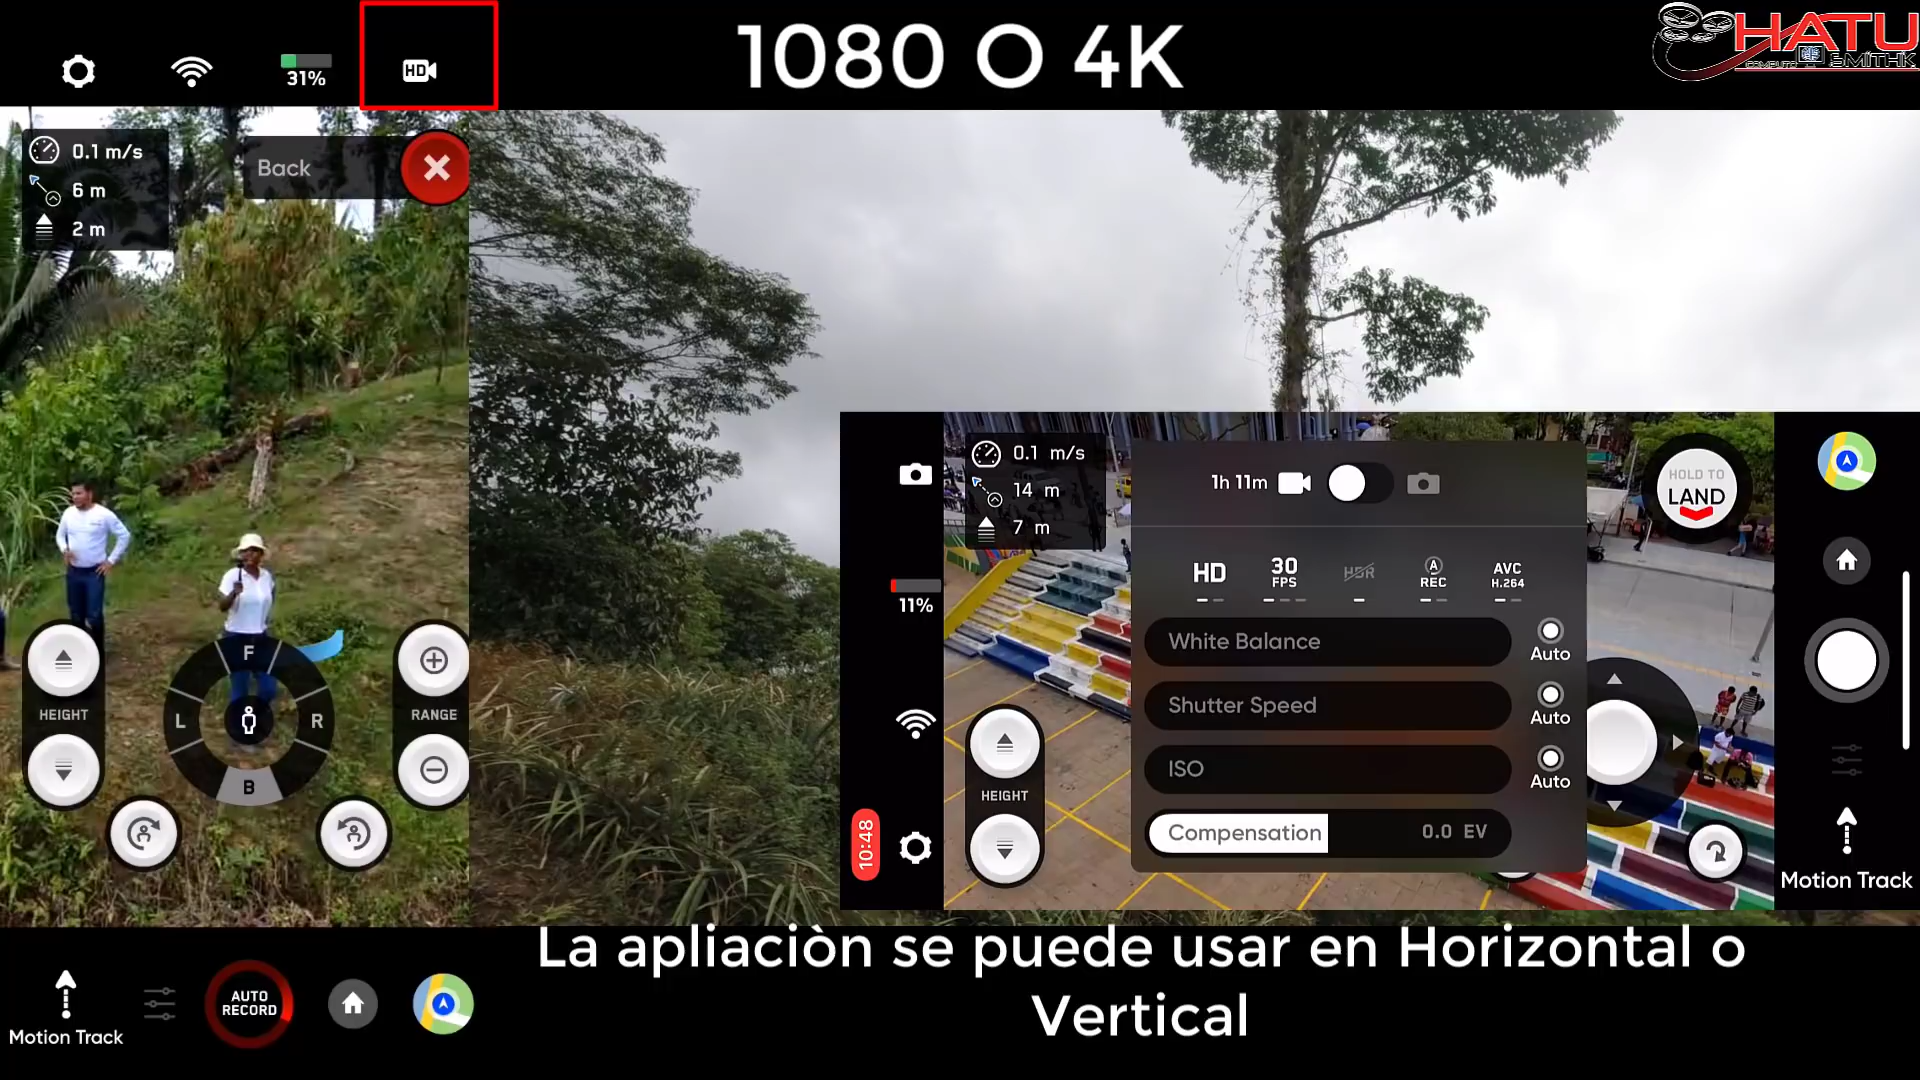 1080 O 4K
HATU
COMPUTO SMITHK
31%
HD
0.1 m/s
6 m
2 m
Back
F
L
R
B
HEIGHT
RANGE
AUTO
RECORD
Motion Track
0.1 m/s
14 m
7 m
11%
10:48
HEIGHT
1h 11m
HD
30
FPS
HDR
A
REC
AVC
H.264
White Balance
Auto
Shutter Speed
Auto
ISO
Auto
Compensation
0.0 EV
HOLD TO
LAND
Motion Track
La apliaciòn se puede usar en Horizontal o
Vertical